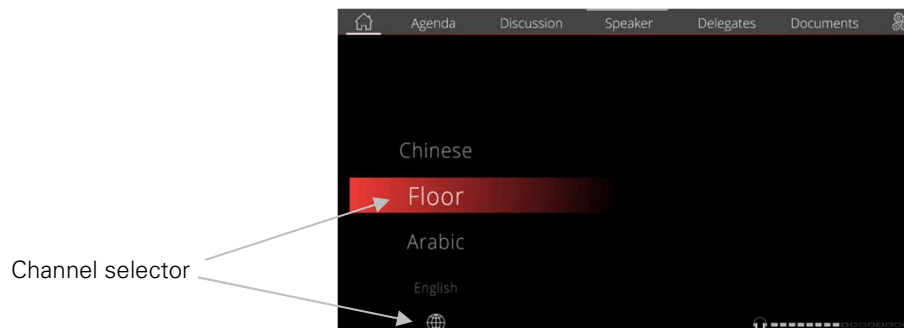 Agenda Discussion Speaker Delegates Documents
Chinese
Floor
Arabic
Channel selector
English